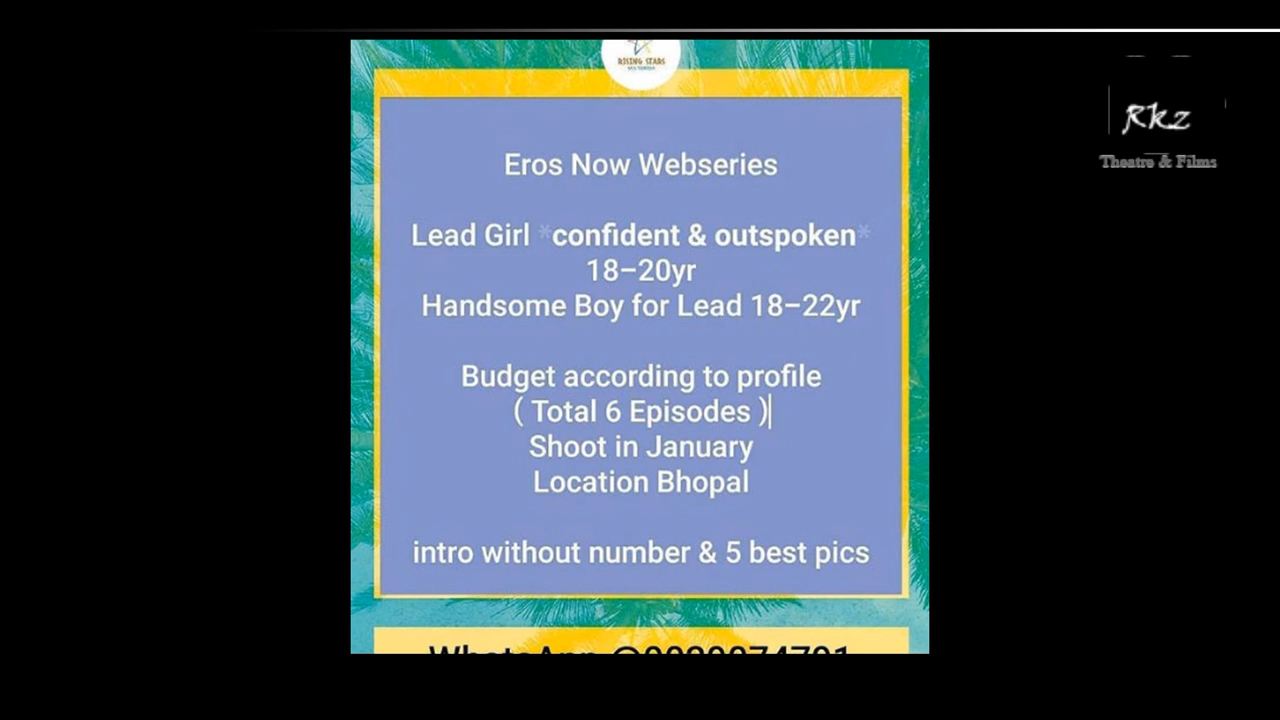 RISING STARS
Rkz
Theatre & Films
Eros Now Webseries
Lead Girl *confident & outspoken*
18–20yr
Handsome Boy for Lead 18–22yr
Budget according to profile
( Total 6 Episodes )
Shoot in January
Location Bhopal
intro without number & 5 best pics
WhatsApp